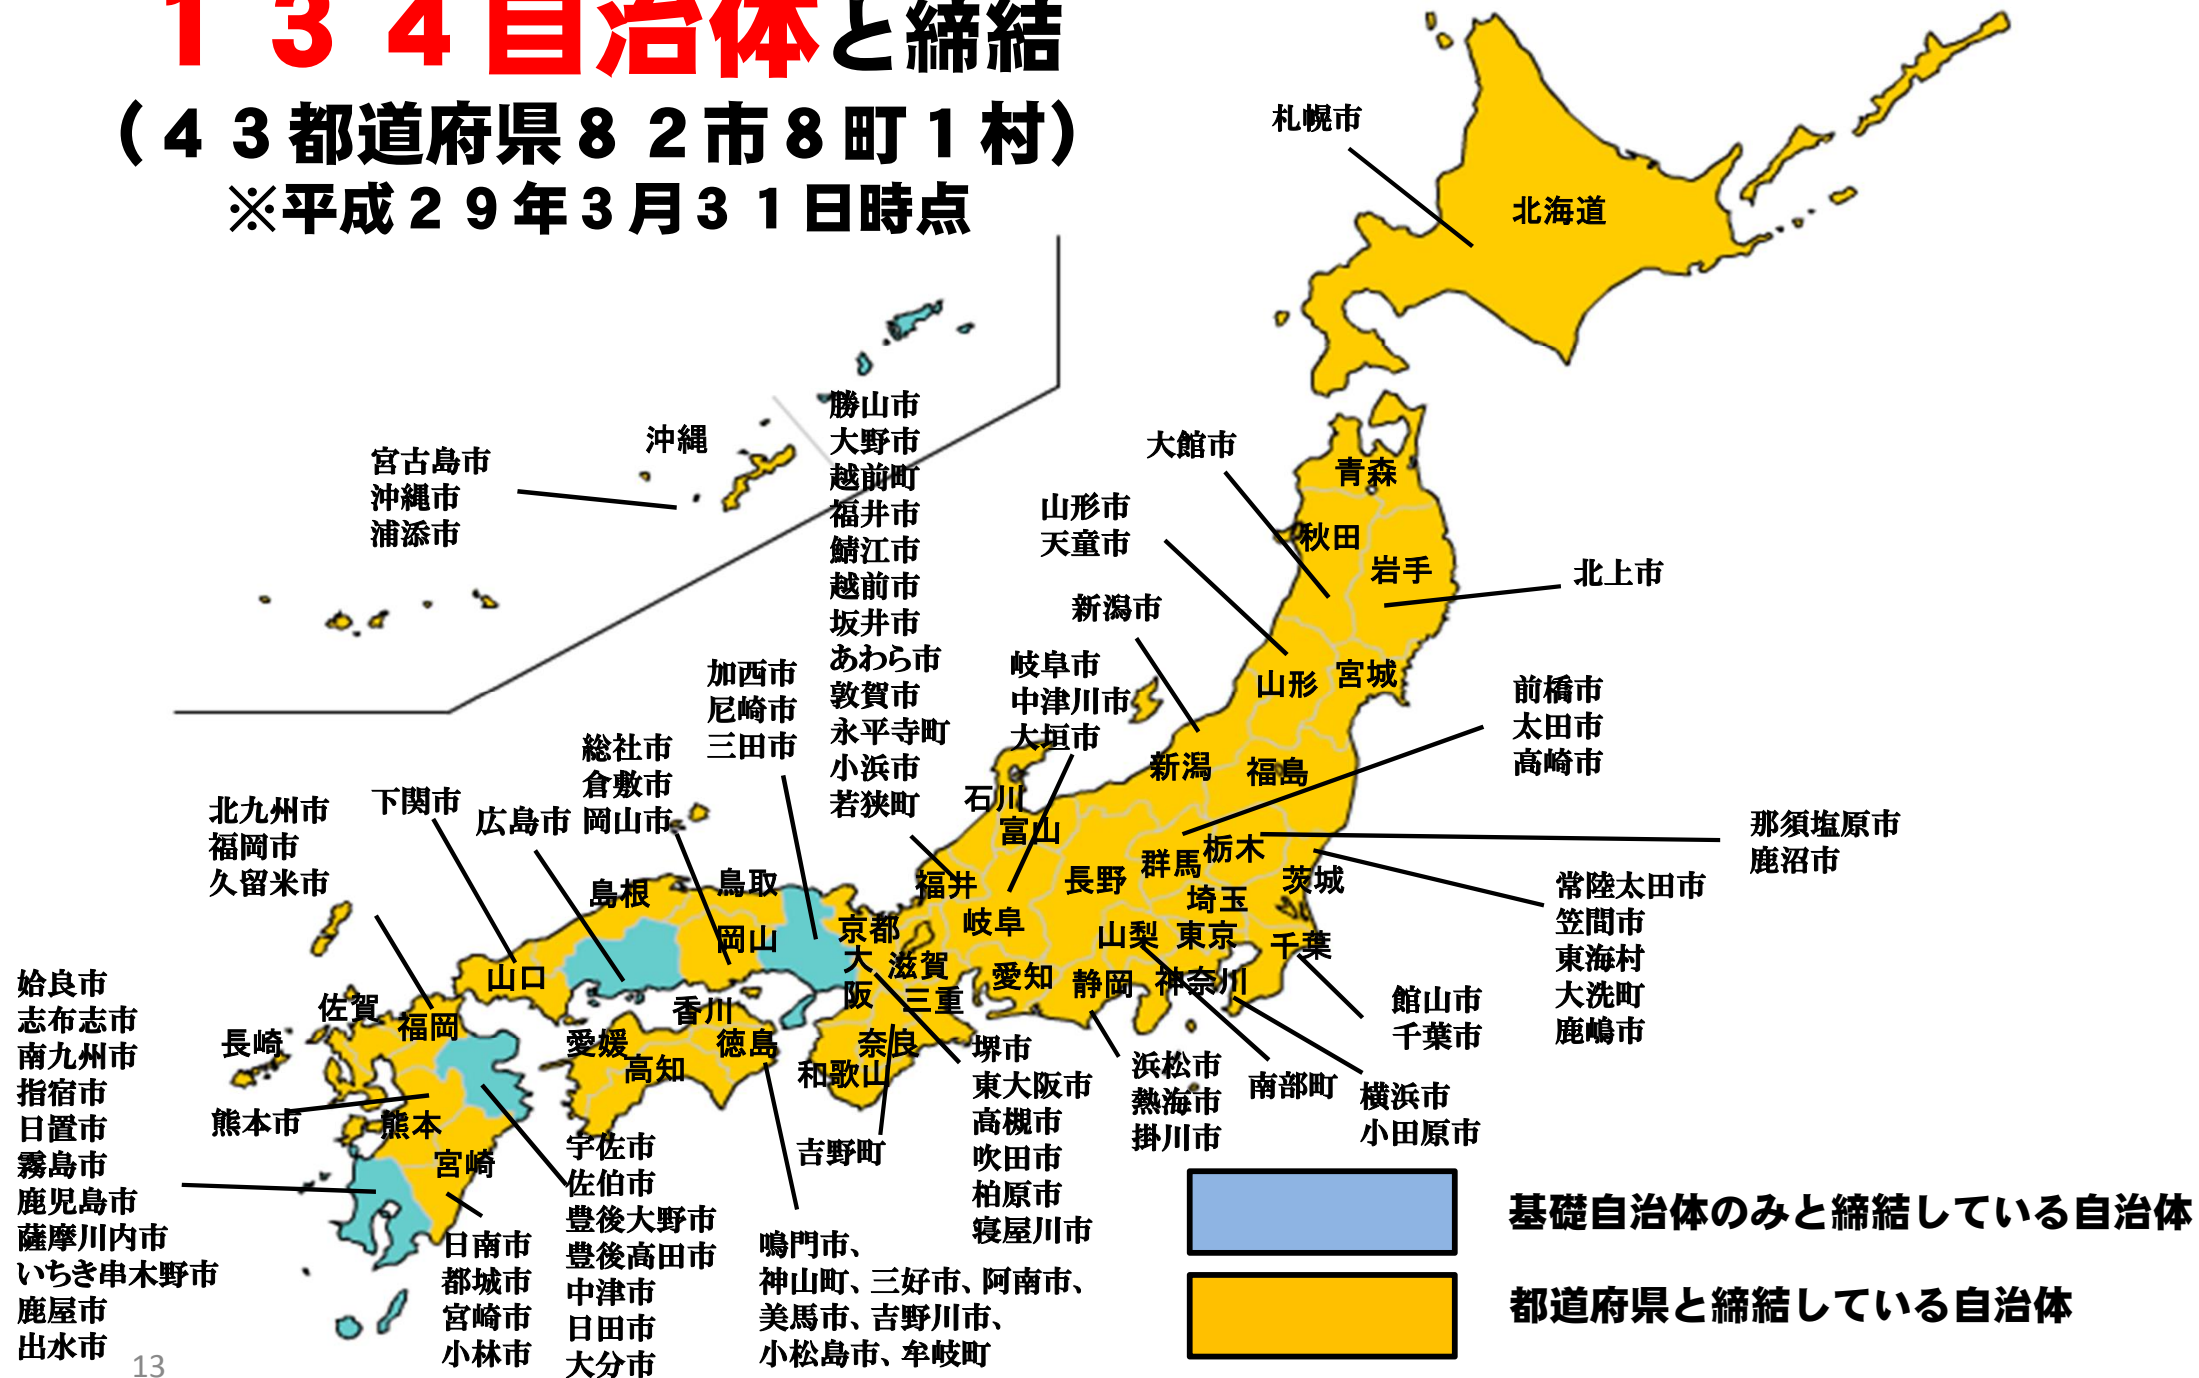 １３４自治体と締結
（４３都道府県８２市８町１村）
※平成２９年３月３１日時点
札幌市
北海道
宮古島市
沖縄市
浦添市
沖縄
勝山市
大野市
越前町
福井市
鯖江市
越前市
坂井市
あわら市
敦賀市
永平寺町
小浜市
若狭町
大館市
山形市
天童市
新潟市
岐阜市
中津川市
大垣市
青森
秋田
岩手
北上市
山形
宮城
新潟
福島
前橋市
太田市
高崎市
那須塩原市
鹿沼市
常陸太田市
笠間市
東海村
大洗町
鹿嶋市
加西市
尼崎市
三田市
総社市
倉敷市
岡山市
広島市
下関市
北九州市
福岡市
久留米市
石川
富山
福井
岐阜
長野
群馬
栃木
茨城
埼玉
山梨
東京
千葉
神奈川
静岡
愛知
滋賀
三重
京都
大阪
奈良
和歌山
鳥取
島根
岡山
山口
香川
徳島
愛媛
高知
佐賀
福岡
長崎
熊本
宮崎
館山市
千葉市
横浜市
小田原市
南部町
浜松市
熱海市
掛川市
堺市
東大阪市
高槻市
吹田市
柏原市
寝屋川市
吉野町
鳴門市、
神山町、三好市、阿南市、
美馬市、吉野川市、
小松島市、牟岐町
宇佐市
佐伯市
豊後大野市
豊後高田市
中津市
日田市
大分市
日南市
都城市
宮崎市
小林市
熊本市
姶良市
志布志市
南九州市
指宿市
日置市
霧島市
鹿児島市
薩摩川内市
いちき串木野市
鹿屋市
出水市
基礎自治体のみと締結している自治体
都道府県と締結している自治体
13